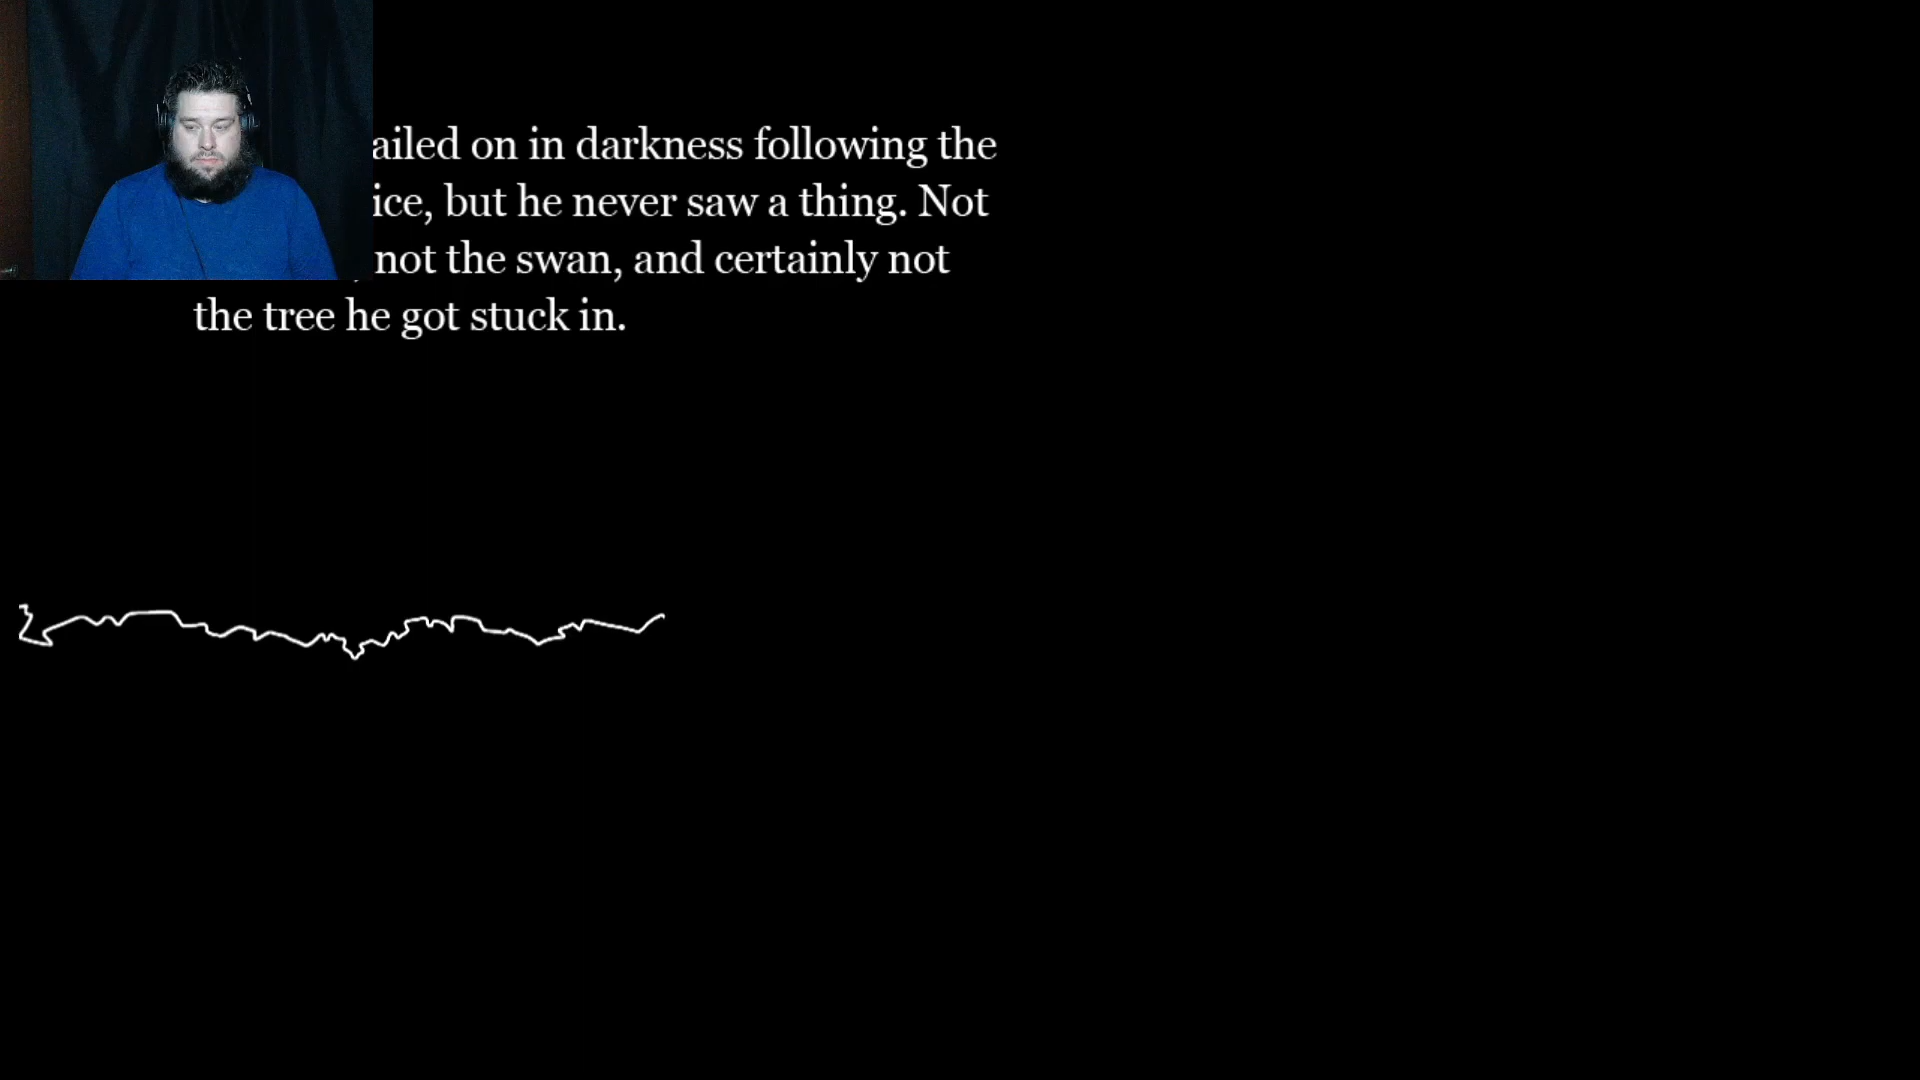 ailed on in darkness following the
ice, but he never saw a thing. Not
not the swan, and certainly not
the tree he got stuck in.